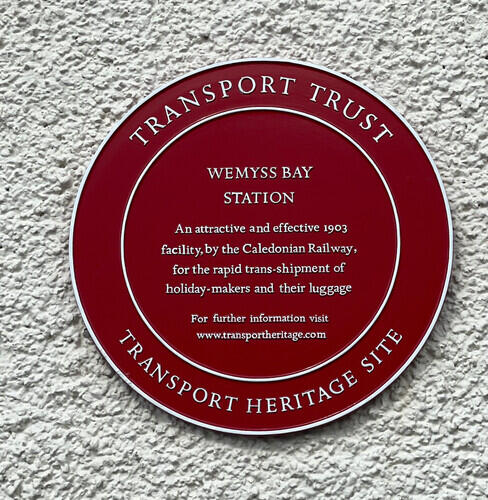 TRANSPORT TRUST
WEMYSS BAY
STATION
An attractive and effective 1903
facility, by the Caledonian Railway,
for the rapid trans-shipment of
holiday-makers and their luggage
For further information visit
www.transportheritage.com
TRANSPORT HERITAGE SITE